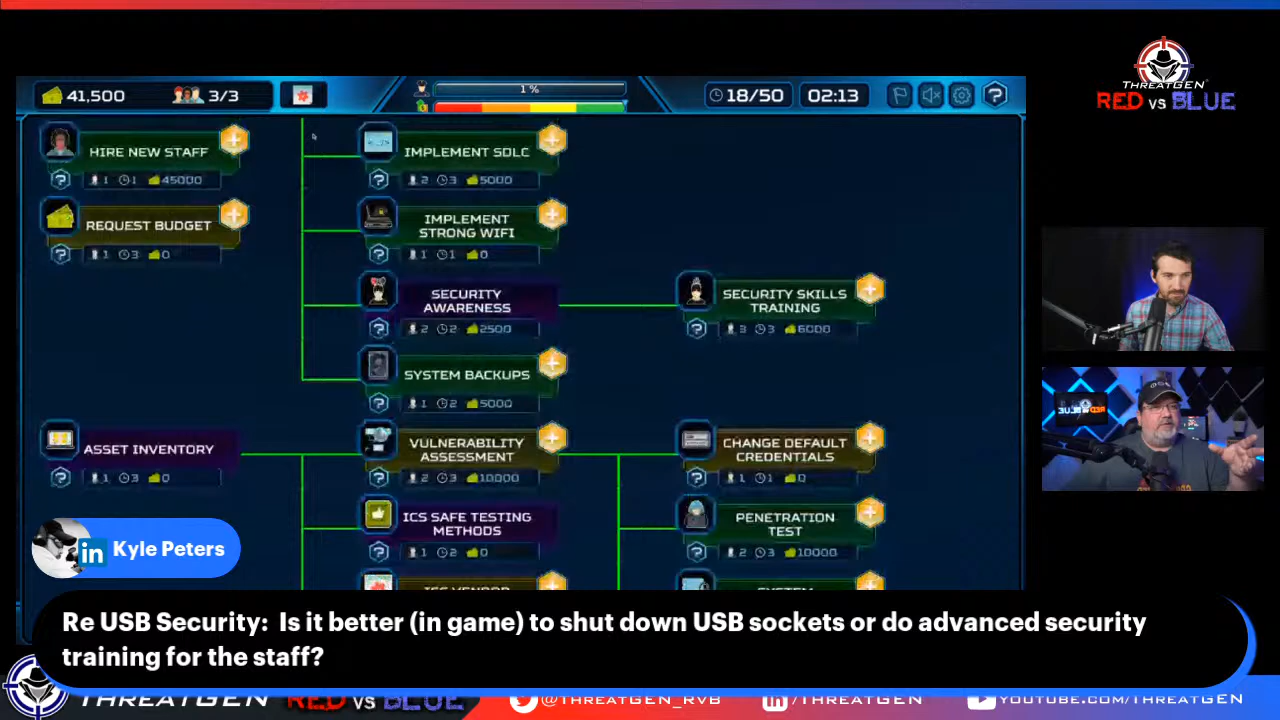 THREATGEN
RED vs BLUE
41,500 3/3 1% 18/50 02:13
HIRE NEW STAFF
1 1 45000
IMPLEMENT SDLC
2 3 5000
REQUEST BUDGET
1 3 0
IMPLEMENT
STRONG WIFI
1 1 0
SECURITY
AWARENESS
2 2 2500
SECURITY SKILLS
TRAINING
3 3 6000
SYSTEM BACKUPS
1 2 5000
ASSET INVENTORY
1 3 0
VULNERABILITY
ASSESSMENT
2 3 10000
CHANGE DEFAULT
CREDENTIALS
1 1 0
ICS SAFE TESTING
METHODS
1 2 0
PENETRATION
TEST
2 3 10000
ICS VENDOR
SYSTEM
in Kyle Peters
Re USB Security: Is it better (in game) to shut down USB sockets or do advanced security
training for the staff?
THREATGEN RED vs BLUE @THREATGEN_RVB in /THREATGEN YOUTUBE.COM/THREATGEN